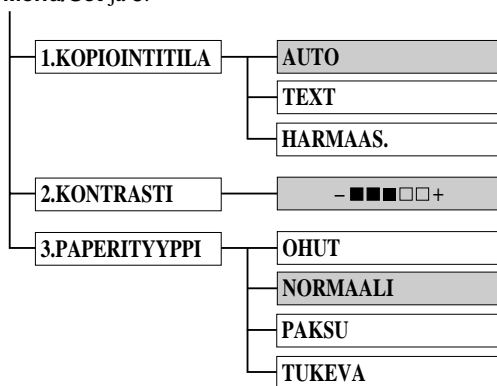 1.KOPIOINTITILA
AUTO
TEXT
HARMAAS.
2.KONTRASTI
– ■■■□□ +
3.PAPERITYYPPI
OHUT
NORMAALI
PAKSU
TUKEVA